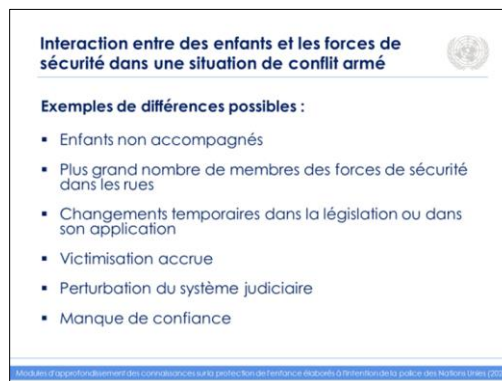 Interaction entre des enfants et les forces de
sécurité dans une situation de conflit armé
Exemples de différences possibles :
▪ Enfants non accompagnés
▪ Plus grand nombre de membres des forces de sécurité
dans les rues
▪ Changements temporaires dans la législation ou dans
son application
▪ Victimisation accrue
▪ Perturbation du système judiciaire
▪ Manque de confiance
Modules d'approfondissement des connaissances sur la protection de l'enfance élaborés à l'intention de la police des Nations Unies